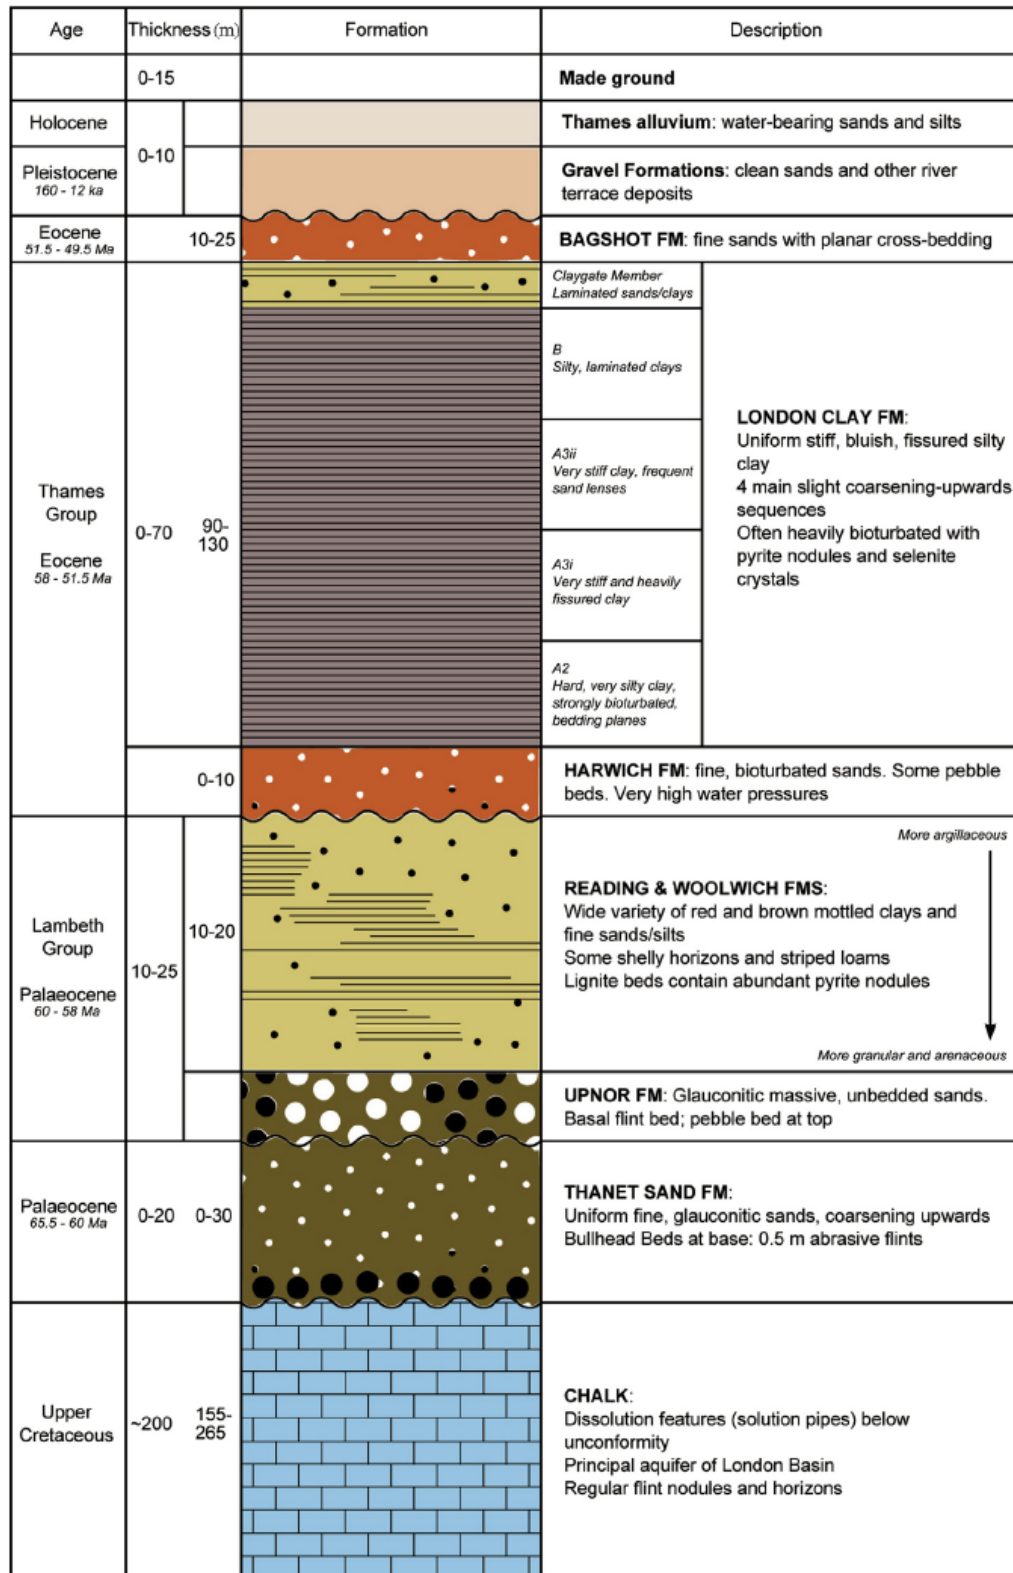 Age Thickness (m) Formation Description
0-15 Made ground
Holocene
0-10
Thames alluvium: water-bearing sands and silts
Pleistocene
160 - 12 ka
Gravel Formations: clean sands and other river
terrace deposits
Eocene
51.5 - 49.5 Ma
10-25
BAGSHOT FM: fine sands with planar cross-bedding
Thames
Group
Eocene
58 - 51.5 Ma
0-70
90-
130
Claygate Member
Laminated sands/clays
B
Silty, laminated clays
A3ii
Very stiff clay, frequent
sand lenses
A3i
Very stiff and heavily
fissured clay
A2
Hard, very silty clay,
strongly bioturbated,
bedding planes
LONDON CLAY FM:
Uniform stiff, bluish, fissured silty
clay
4 main slight coarsening-upwards
sequences
Often heavily bioturbated with
pyrite nodules and selenite
crystals
0-10
HARWICH FM: fine, bioturbated sands. Some pebble
beds. Very high water pressures
Lambeth
Group
Palaeocene
60 - 58 Ma
10-25
10-20
More argillaceous
READING & WOOLWICH FMS:
Wide variety of red and brown mottled clays and
fine sands/silts
Some shelly horizons and striped loams
Lignite beds contain abundant pyrite nodules
More granular and arenaceous
UPNOR FM: Glauconitic massive, unbedded sands.
Basal flint bed; pebble bed at top
Palaeocene
65.5 - 60 Ma
0-20
0-30
THANET SAND FM:
Uniform fine, glauconitic sands, coarsening upwards
Bullhead Beds at base: 0.5 m abrasive flints
Upper
Cretaceous
~200
155-
265
CHALK:
Dissolution features (solution pipes) below
unconformity
Principal aquifer of London Basin
Regular flint nodules and horizons